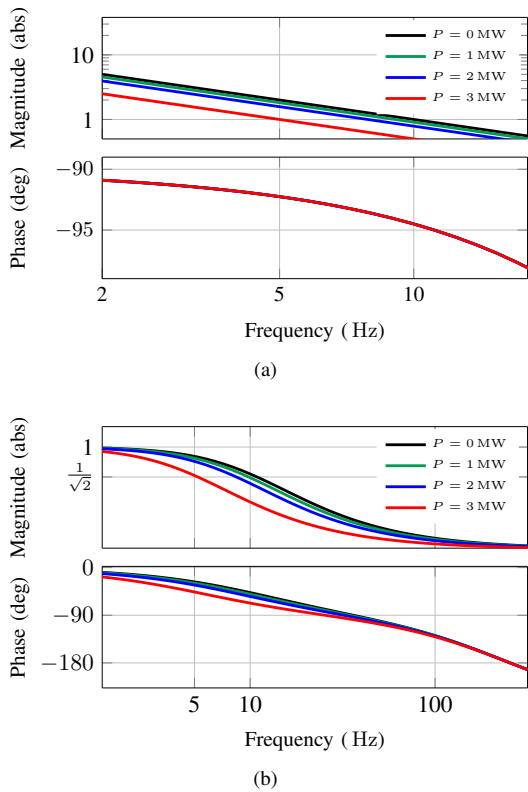 Magnitude (abs)
10
1
P = 0 MW
P = 1 MW
P = 2 MW
P = 3 MW
Phase (deg)
−90
−95
2
5
10
Frequency ( Hz)
(a)
Magnitude (abs)
1
1/√2
P = 0 MW
P = 1 MW
P = 2 MW
P = 3 MW
Phase (deg)
0
−90
−180
5
10
100
Frequency ( Hz)
(b)